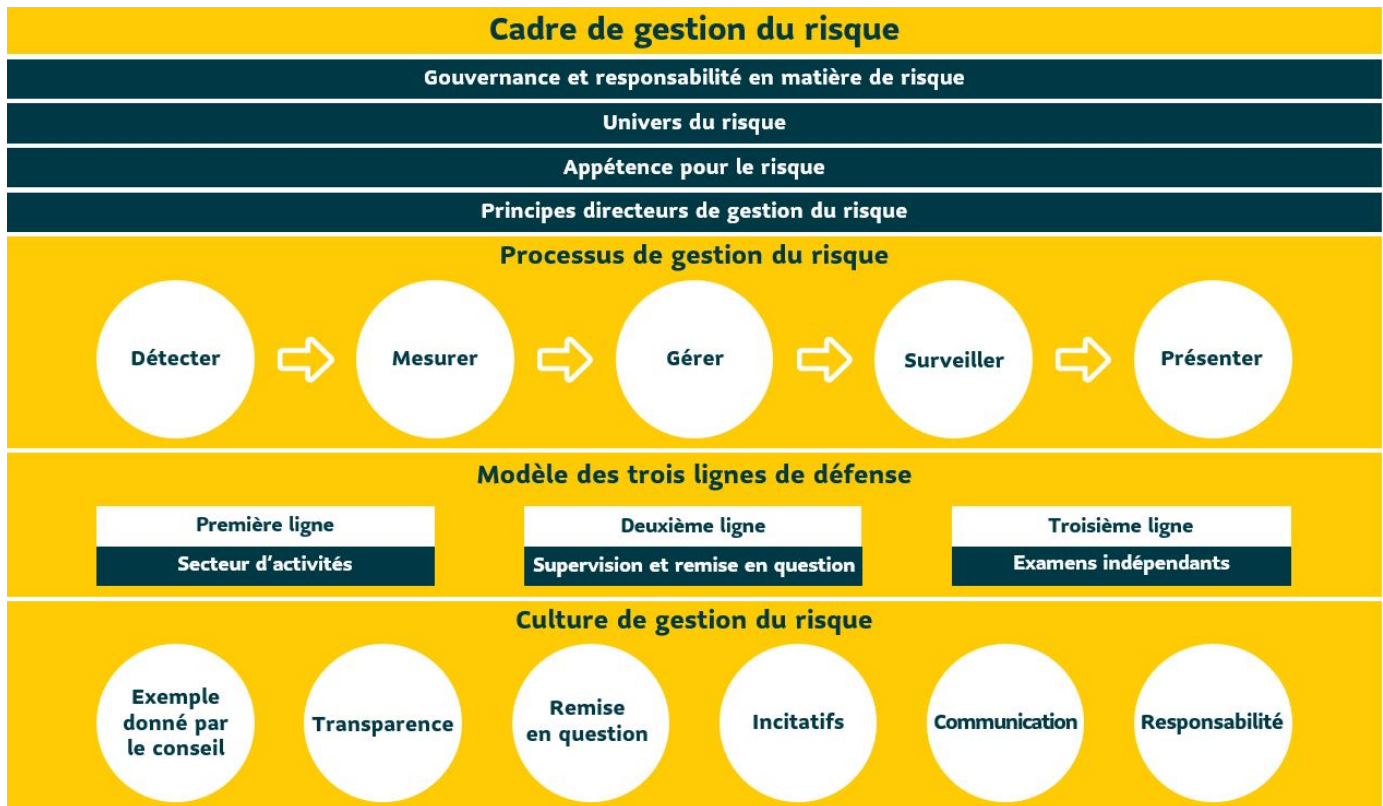 Cadre de gestion du risque
Gouvernance et responsabilité en matière de risque
Univers du risque
Appétence pour le risque
Principes directeurs de gestion du risque
Processus de gestion du risque
Détecter
Mesurer
Gérer
Surveiller
Présenter
Modèle des trois lignes de défense
Première ligne
Secteur d'activités
Deuxième ligne
Supervision et remise en question
Troisième ligne
Examens indépendants
Culture de gestion du risque
Exemple
donné par
le conseil
Transparence
Remise
en question
Incitatifs
Communication
Responsabilité